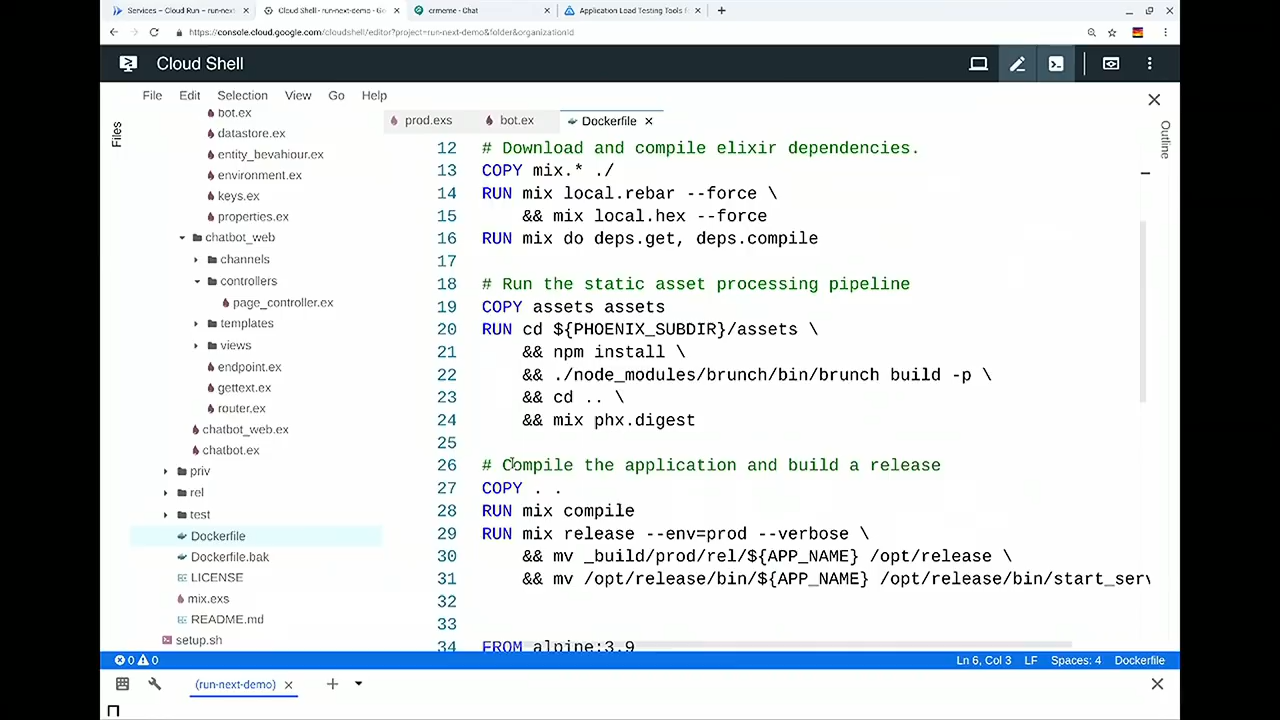 Services – Cloud Run – run-next
Cloud Shell - run-next-demo - Go
crmeme - Chat
Application Load Testing Tools f
https://console.cloud.google.com/cloudshell/editor?project=run-next-demo&folder&organizationId
Cloud Shell
File Edit Selection View Go Help
Files
Outline
bot.ex
datastore.ex
entity_bevahiour.ex
environment.ex
keys.ex
properties.ex
chatbot_web
channels
controllers
page_controller.ex
templates
views
endpoint.ex
gettext.ex
router.ex
chatbot_web.ex
chatbot.ex
priv
rel
test
Dockerfile
Dockerfile.bak
LICENSE
mix.exs
README.md
setup.sh
prod.exs bot.ex Dockerfile
12 # Download and compile elixir dependencies.
13 COPY mix.* ./
14 RUN mix local.rebar --force \
15 && mix local.hex --force
16 RUN mix do deps.get, deps.compile
17
18 # Run the static asset processing pipeline
19 COPY assets assets
20 RUN cd ${PHOENIX_SUBDIR}/assets \
21 && npm install \
22 && ./node_modules/brunch/bin/brunch build -p \
23 && cd .. \
24 && mix phx.digest
25
26 # Compile the application and build a release
27 COPY . .
28 RUN mix compile
29 RUN mix release --env=prod --verbose \
30 && mv _build/prod/rel/${APP_NAME} /opt/release \
31 && mv /opt/release/bin/${APP_NAME} /opt/release/bin/start_serv
32
33
34 FROM alpine:3.9
0 0 Ln 6, Col 3 LF Spaces: 4 Dockerfile
(run-next-demo)